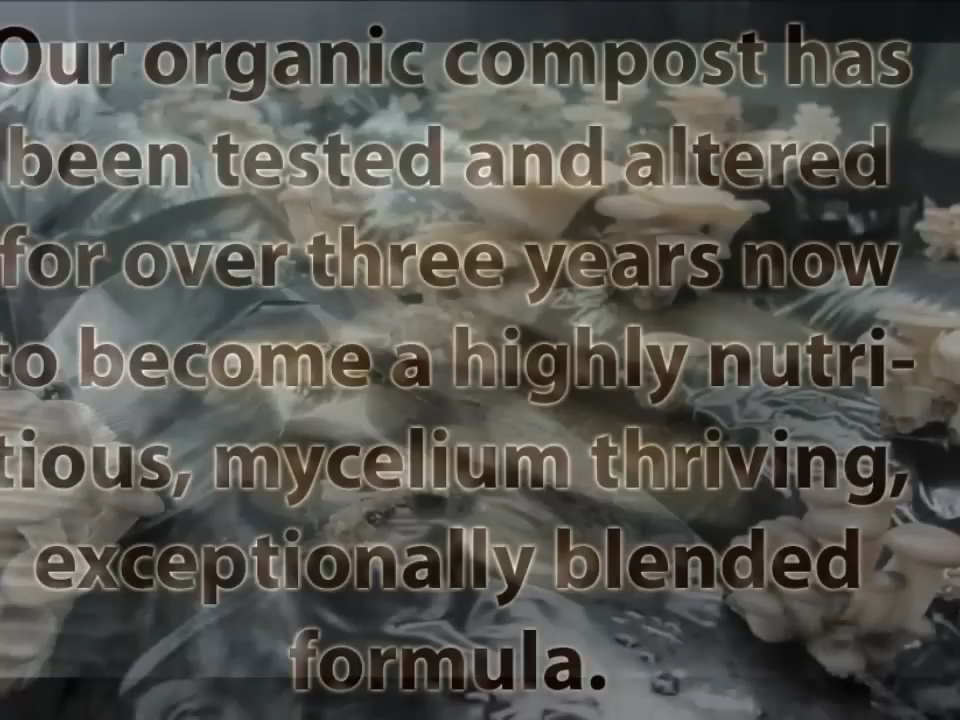 Our organic compost has
been tested and altered
for over three years now
to become a highly nutri-
tious, mycelium thriving,
exceptionally blended
formula.